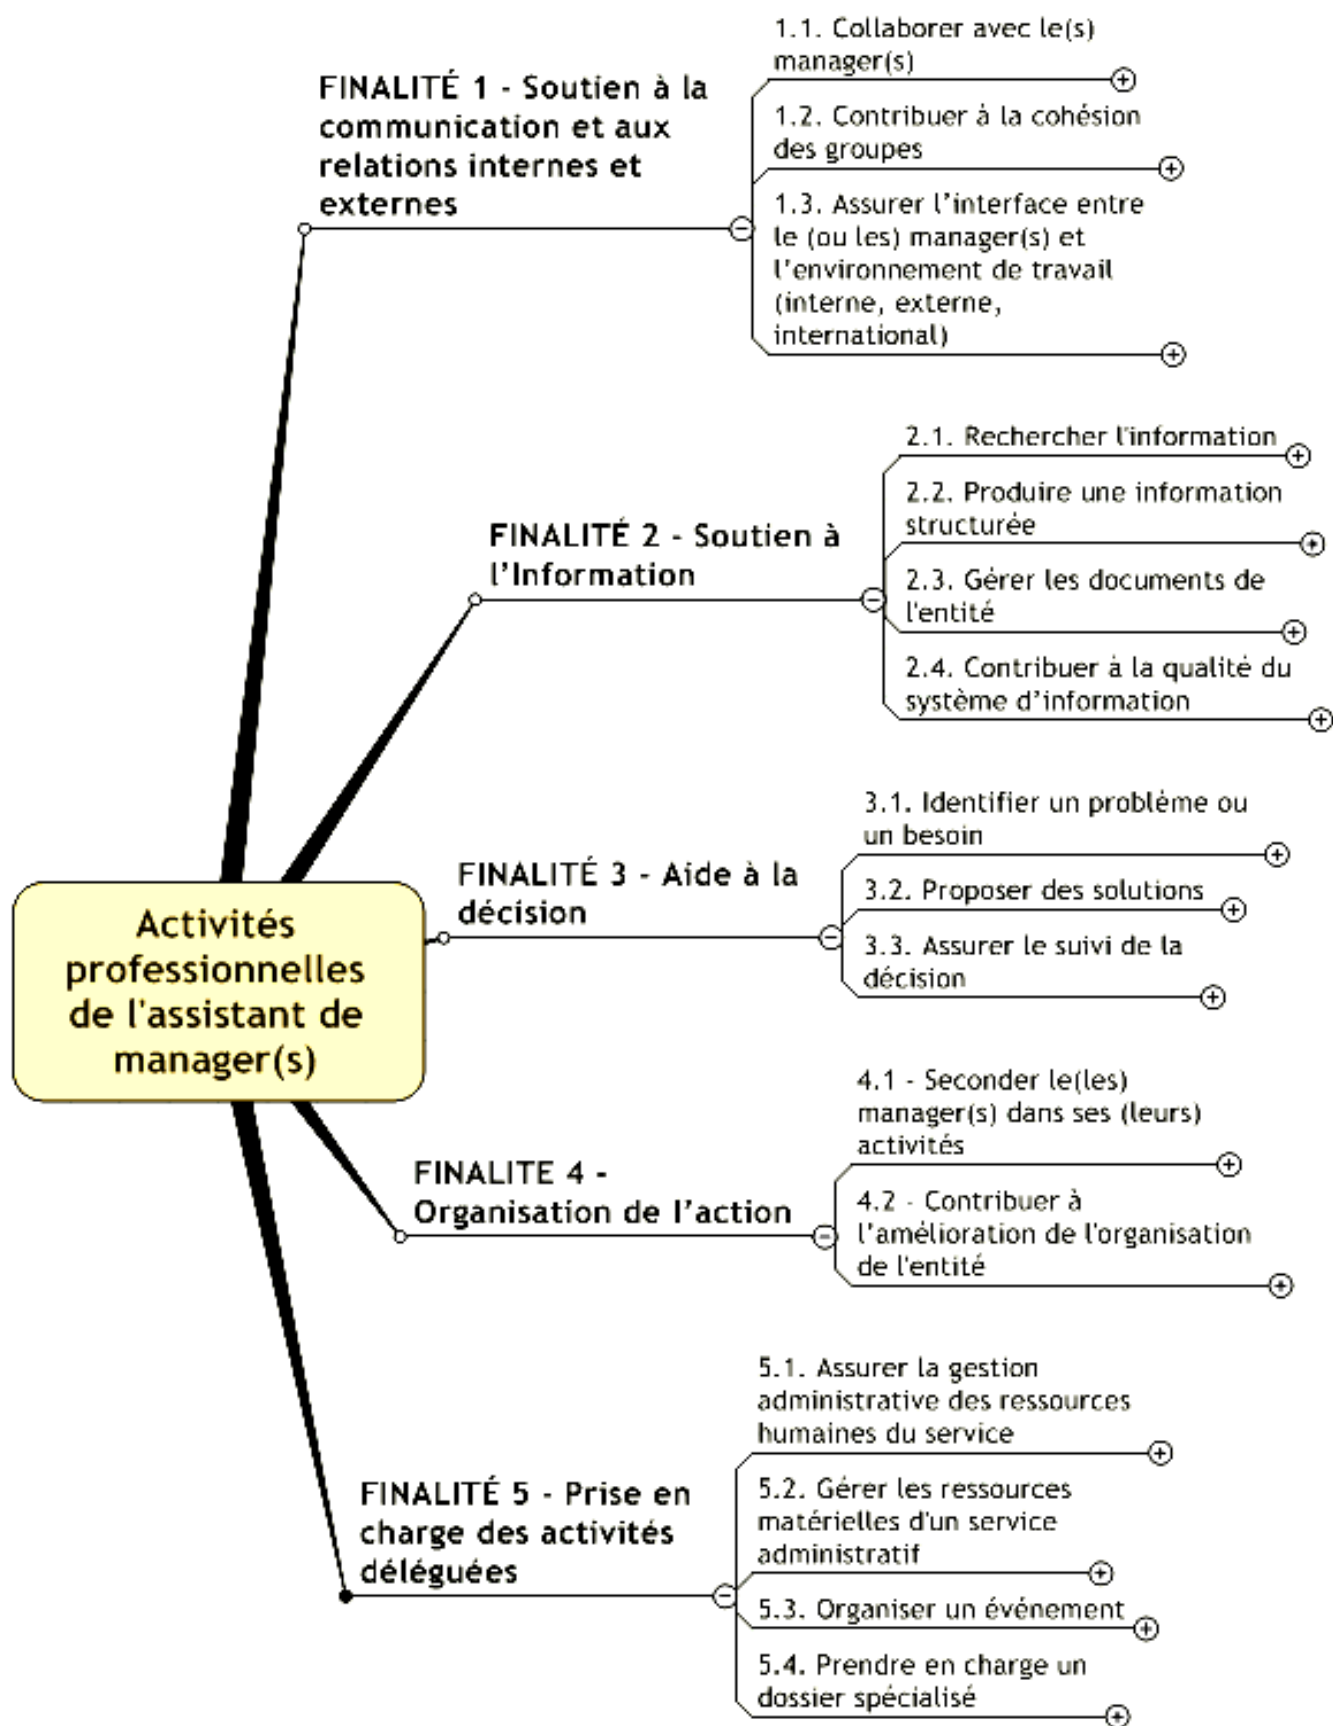 1.1. Collaborer avec le(s)
manager(s)
FINALITÉ 1 - Soutien à la
communication et aux
relations internes et
externes
1.2. Contribuer à la cohésion
des groupes
1.3. Assurer l'interface entre
le (ou les) manager(s) et
l'environnement de travail
(interne, externe,
international)
FINALITÉ 2 - Soutien à
l'Information
2.1. Rechercher l'information
2.2. Produire une information
structurée
2.3. Gérer les documents de
l'entité
2.4. Contribuer à la qualité du
système d'information
FINALITÉ 3 - Aide à la
décision
3.1. Identifier un problème ou
un besoin
3.2. Proposer des solutions
3.3. Assurer le suivi de la
décision
Activités
professionnelles
de l'assistant de
manager(s)
FINALITE 4 -
Organisation de l'action
4.1 - Seconder le(les)
manager(s) dans ses (leurs)
activités
4.2 - Contribuer à
l'amélioration de l'organisation
de l'entité
FINALITÉ 5 - Prise en
charge des activités
déléguées
5.1. Assurer la gestion
administrative des ressources
humaines du service
5.2. Gérer les ressources
matérielles d'un service
administratif
5.3. Organiser un événement
5.4. Prendre en charge un
dossier spécialisé